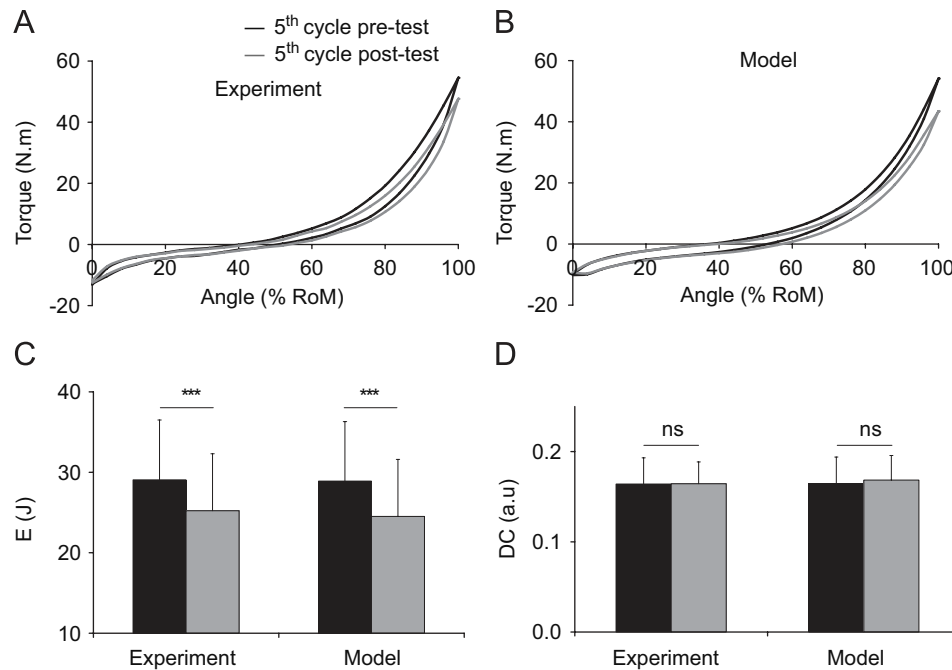 A
5th cycle pre-test
5th cycle post-test
B
60
40
20
0
-20
Torque (N.m)
Experiment
0 20 40 60 80 100
Angle (% RoM)
60
40
20
0
-20
Torque (N.m)
Model
0 20 40 60 80 100
Angle (% RoM)
C
40
30
20
10
E (J)
***
***
Experiment Model
D
0.2
0.1
0.0
DC (a.u)
ns
ns
Experiment Model